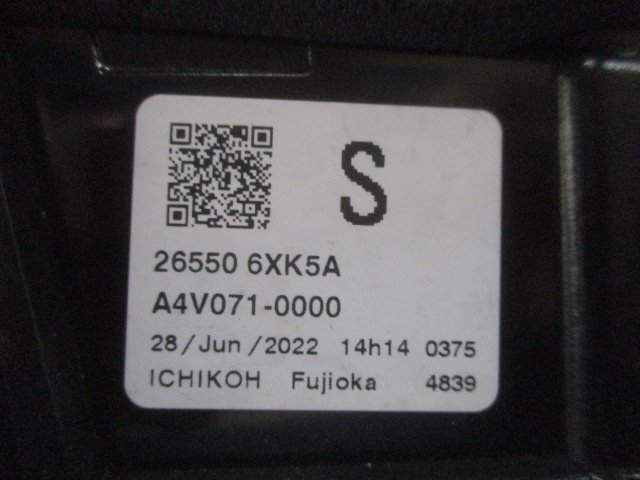 S
26550 6XK5A
A4V071-0000
28/Jun/2022 14h14 0375
ICHIKOH Fujioka 4839